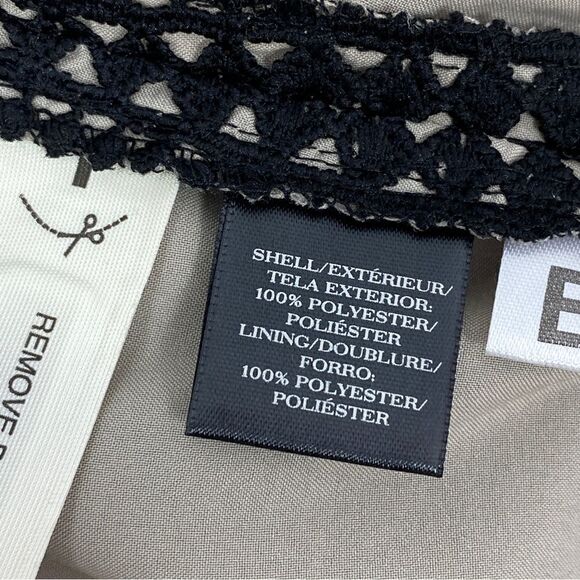 SHELL/EXTÉRIEUR/
TELA EXTERIOR:
100% POLYESTER/
POLIÉSTER
LINING/DOUBLURE/
FORRO:
100% POLYESTER/
POLIÉSTER
REMOVE
E